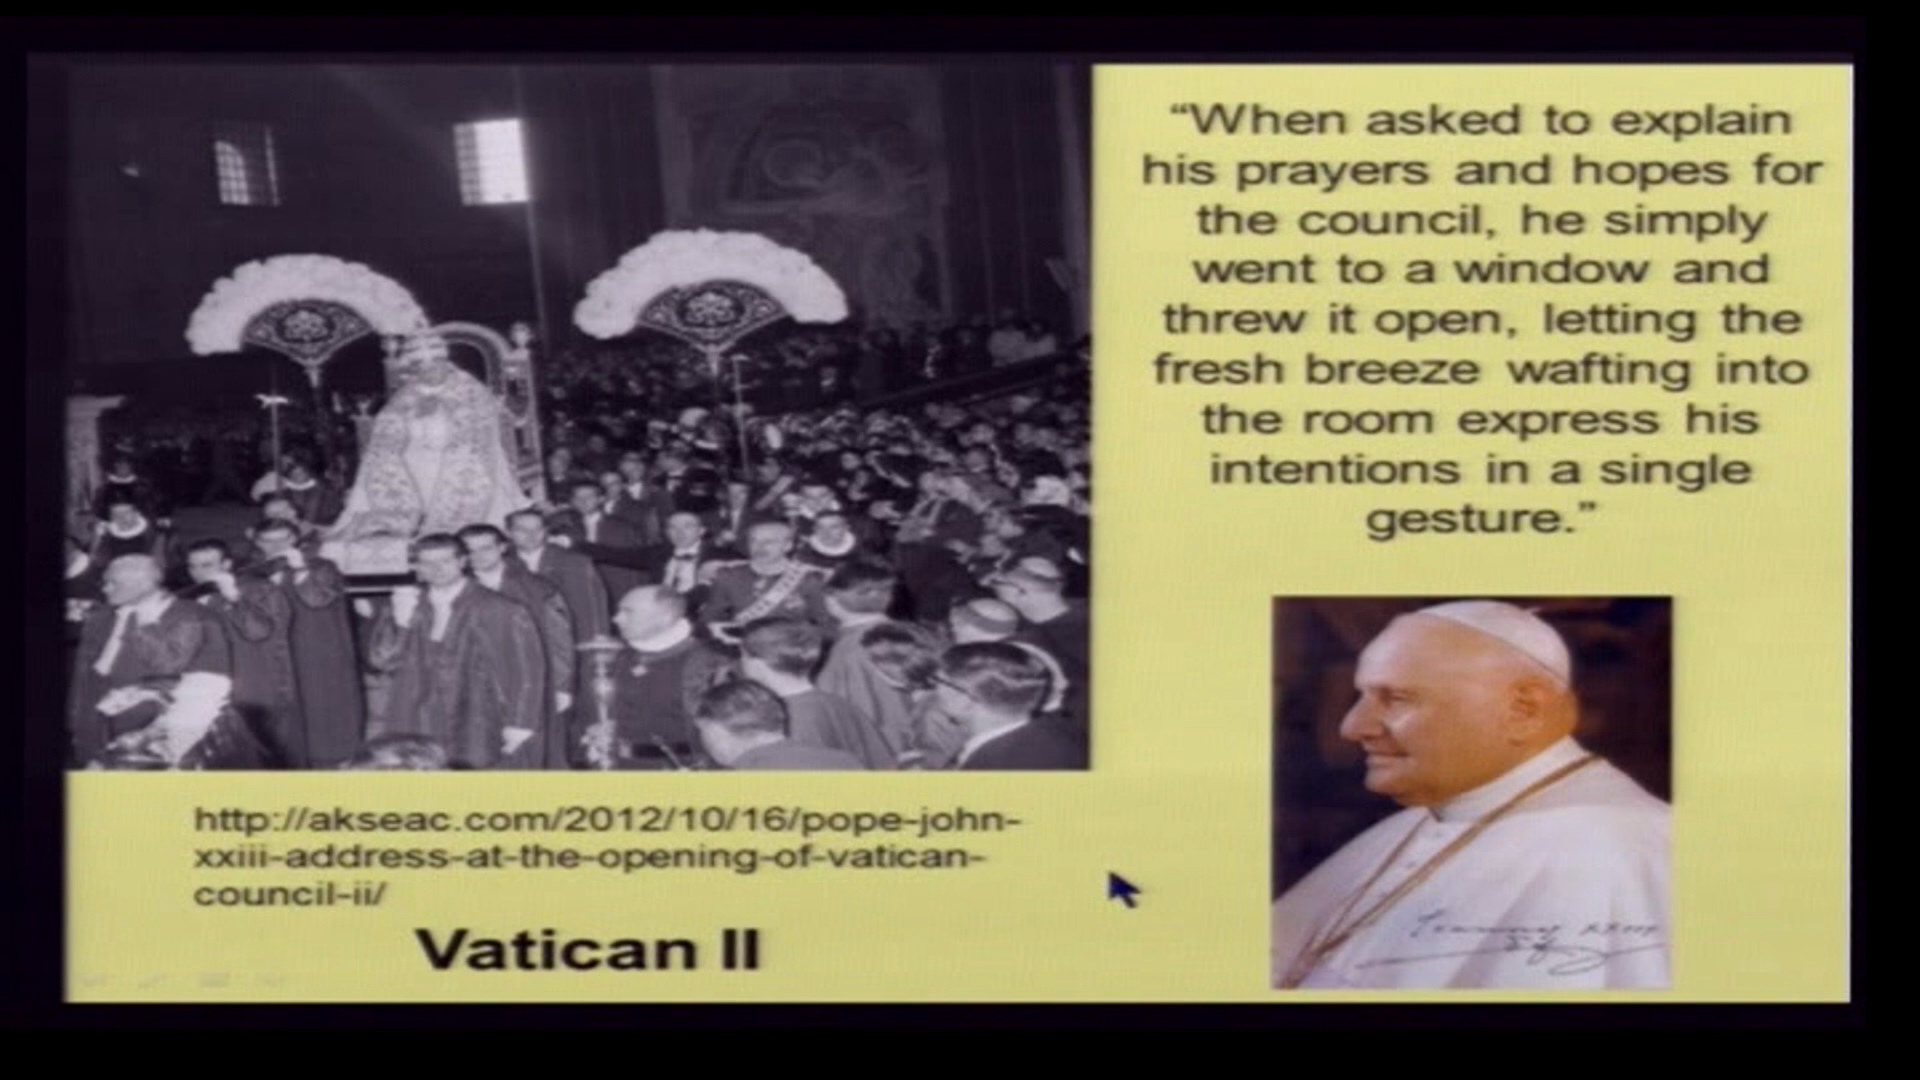 “When asked to explain
his prayers and hopes for
the council, he simply
went to a window and
threw it open, letting the
fresh breeze wafting into
the room express his
intentions in a single
gesture.”
http://akseac.com/2012/10/16/pope-john-
xxiii-address-at-the-opening-of-vatican-
council-ii/
Vatican II